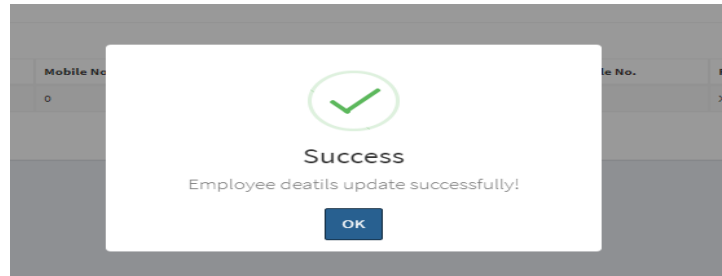 Mobile No
le No.
0
Success
Employee deatils update successfully!
OK